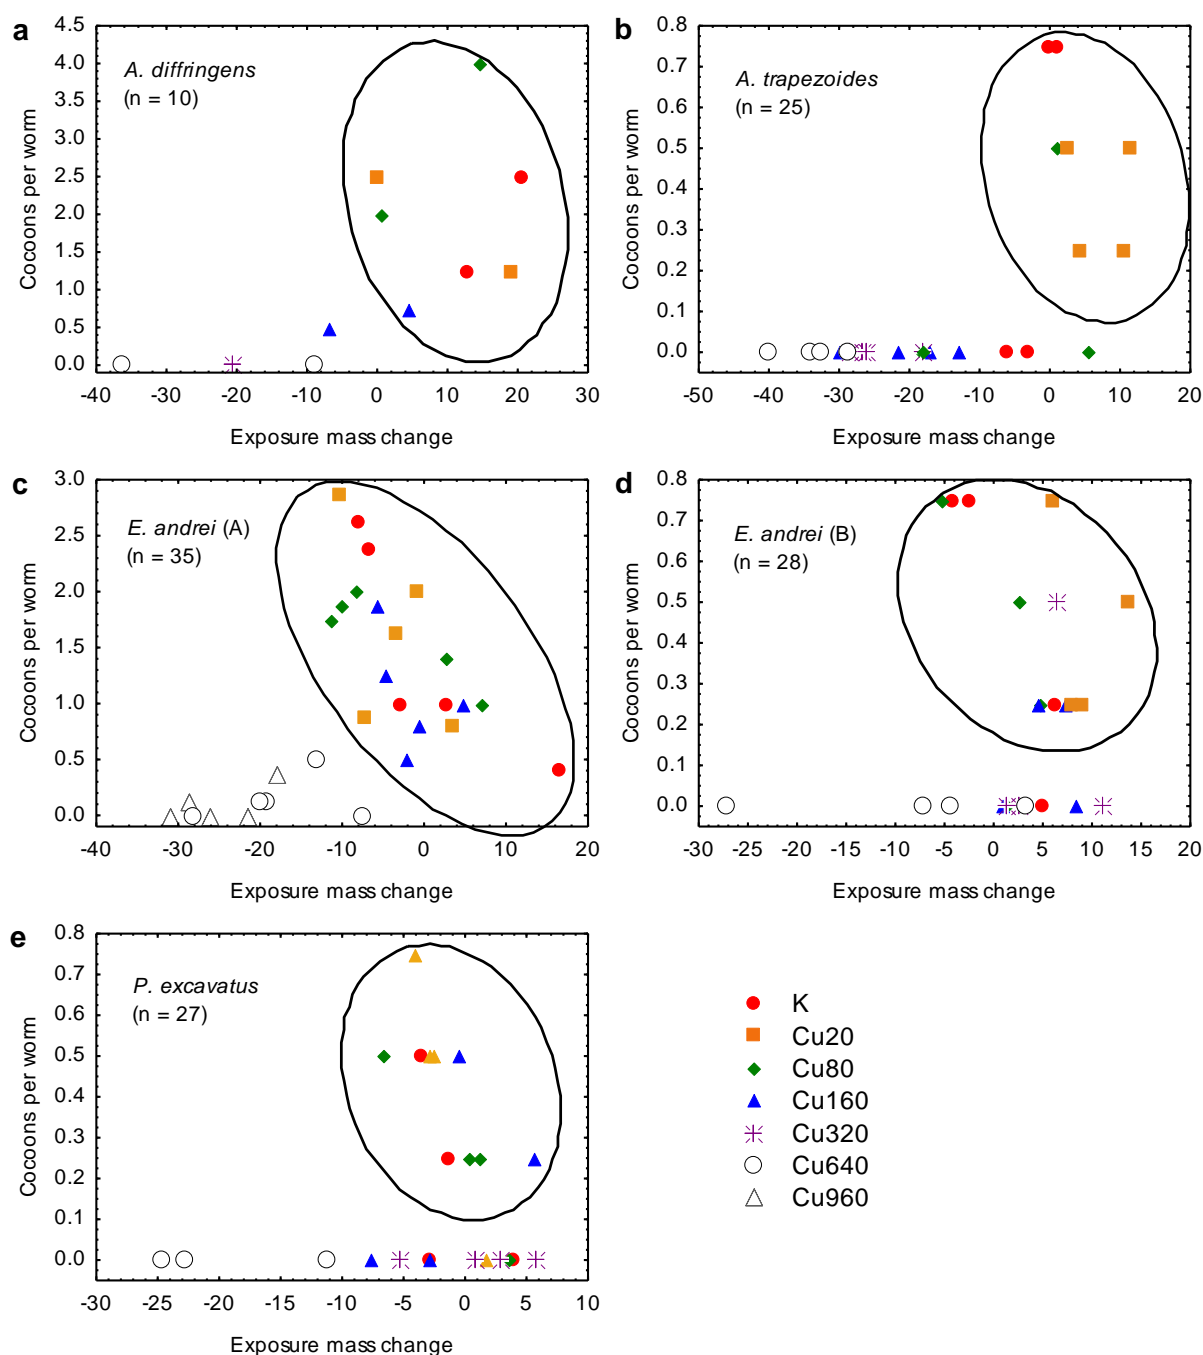 a
4.5
4.0
3.5
3.0
2.5
2.0
1.5
1.0
0.5
0.0
Cocoons per worm
A. diffringens
(n = 10)
-40 -30 -20 -10 0 10 20 30
Exposure mass change
b
0.8
0.7
0.6
0.5
0.4
0.3
0.2
0.1
0.0
Cocoons per worm
A. trapezoides
(n = 25)
-50 -40 -30 -20 -10 0 10 20
Exposure mass change
c
3.0
2.5
2.0
1.5
1.0
0.5
0.0
Cocoons per worm
E. andrei (A)
(n = 35)
-40 -30 -20 -10 0 10 20
Exposure mass change
d
0.8
0.7
0.6
0.5
0.4
0.3
0.2
0.1
0.0
Cocoons per worm
E. andrei (B)
(n = 28)
-30 -25 -20 -15 -10 -5 0 5 10 15 20
Exposure mass change
e
0.8
0.7
0.6
0.5
0.4
0.3
0.2
0.1
0.0
Cocoons per worm
P. excavatus
(n = 27)
-30 -25 -20 -15 -10 -5 0 5 10
Exposure mass change
K
Cu20
Cu80
Cu160
Cu320
Cu640
Cu960